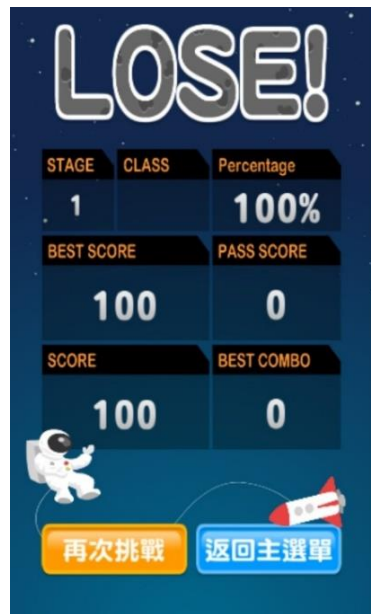 LOSE!
STAGE CLASS Percentage
1 100%
BEST SCORE PASS SCORE
100 0
SCORE BEST COMBO
100 0
再次挑戰 返回主選單